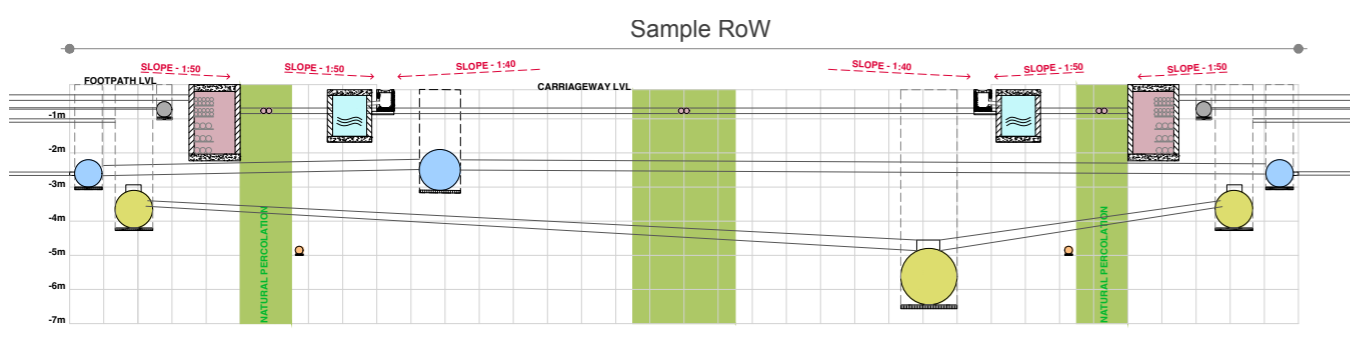 Sample RoW
SLOPE - 1:50
SLOPE - 1:50
SLOPE - 1:40
SLOPE - 1:40
SLOPE - 1:50
SLOPE - 1:50
FOOTPATH LVL
CARRIAGEWAY LVL
-1m
-2m
-3m
-4m
-5m
-6m
-7m
NATURAL PERCOLATION
NATURAL PERCOLATION